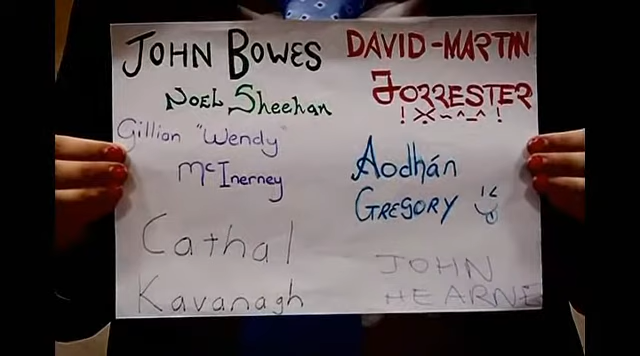 JOHN BOWES
NOEL Sheehan
Gillian "Wendy"
McInerney
Cathal
Kavanagh
DAVID-MARTIN
FORRESTER
Aodhán
GREGORY
JOHN
HEARNE